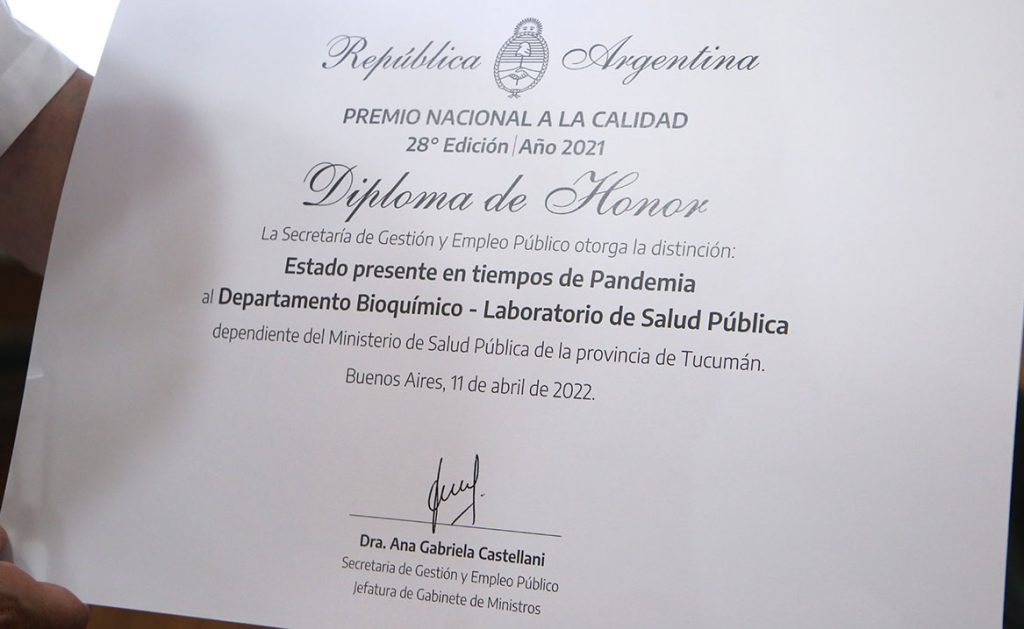 República Argentina
PREMIO NACIONAL A LA CALIDAD
28° Edición | Año 2021
Diploma de Honor
La Secretaría de Gestión y Empleo Público otorga la distinción:
Estado presente en tiempos de Pandemia
al Departamento Bioquímico - Laboratorio de Salud Pública
dependiente del Ministerio de Salud Pública de la provincia de Tucumán.
Buenos Aires, 11 de abril de 2022.
Dra. Ana Gabriela Castellani
Secretaria de Gestión y Empleo Público
Jefatura de Gabinete de Ministros